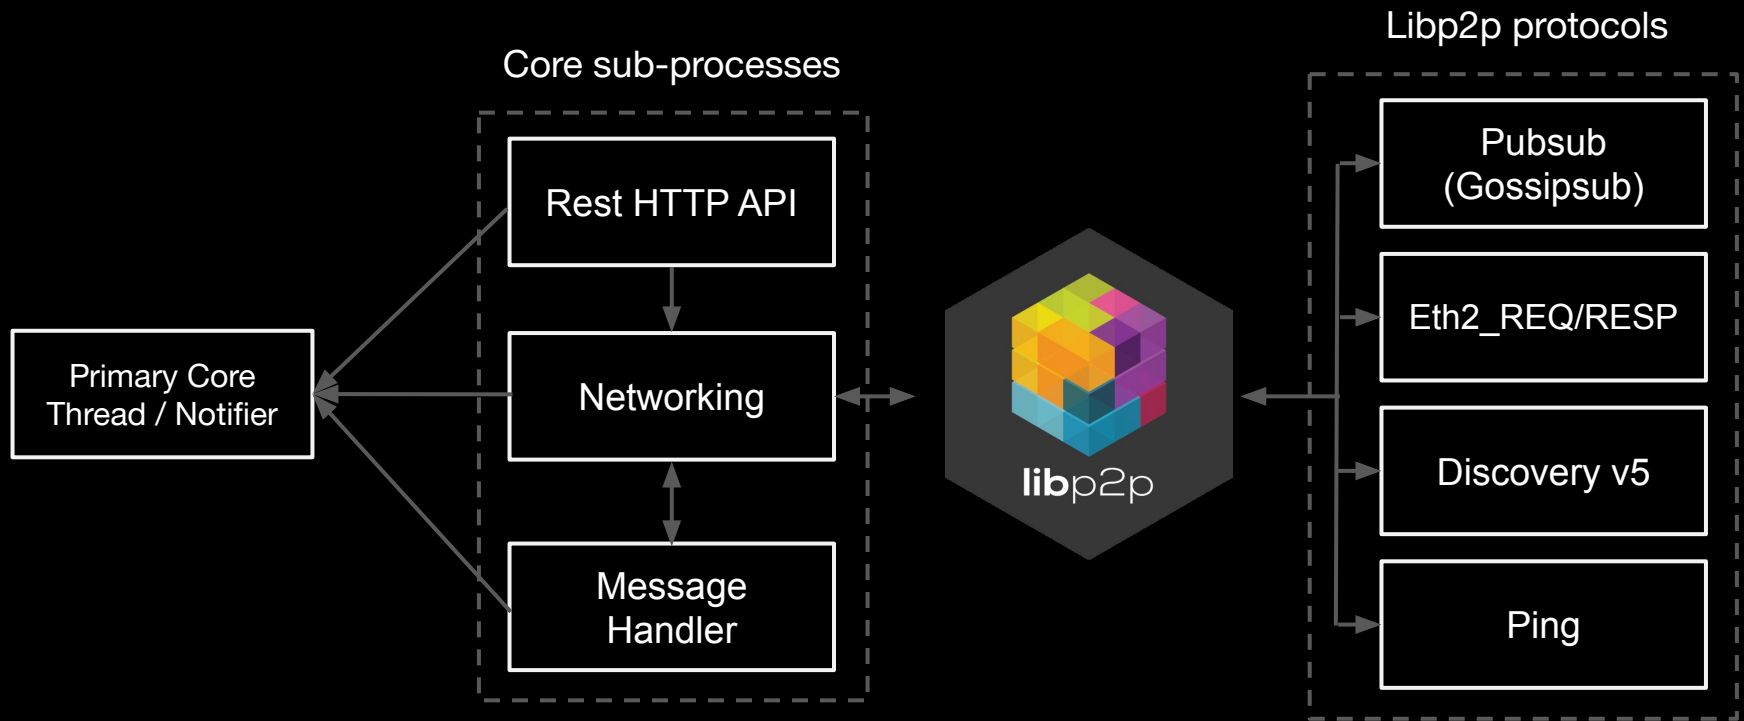 Core sub-processes
Rest HTTP API
Networking
Message
Handler
Primary Core
Thread / Notifier
libp2p
Libp2p protocols
Pubsub
(Gossipsub)
Eth2_REQ/RESP
Discovery v5
Ping